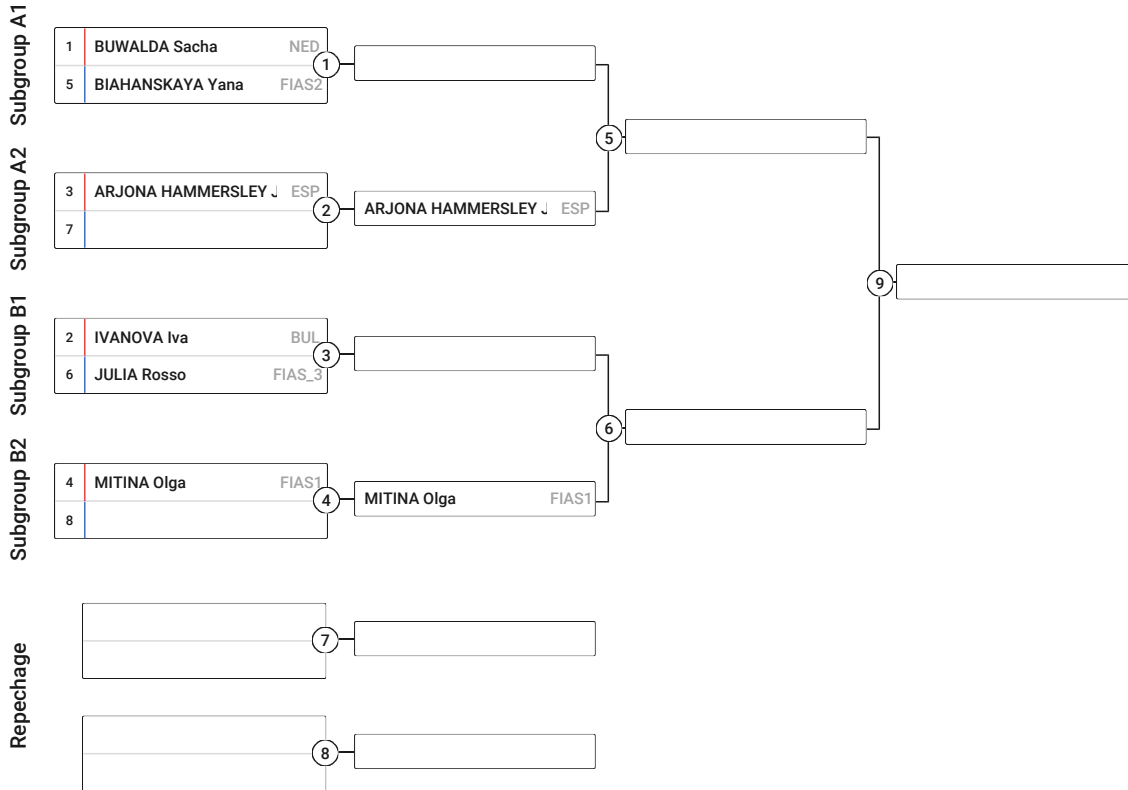 Subgroup A1
1 BUWALDA Sacha NED
5 BIAHANSKAYA Yana FIAS2
1
5
Subgroup A2
3 ARJONA HAMMERSLEY J ESP
7
2
ARJONA HAMMERSLEY J ESP
9
Subgroup B1
2 IVANOVA Iva BUL
6 JULIA Rosso FIAS_3
3
6
Subgroup B2
4 MITINA Olga FIAS1
8
4
MITINA Olga FIAS1
Repechage
7
8